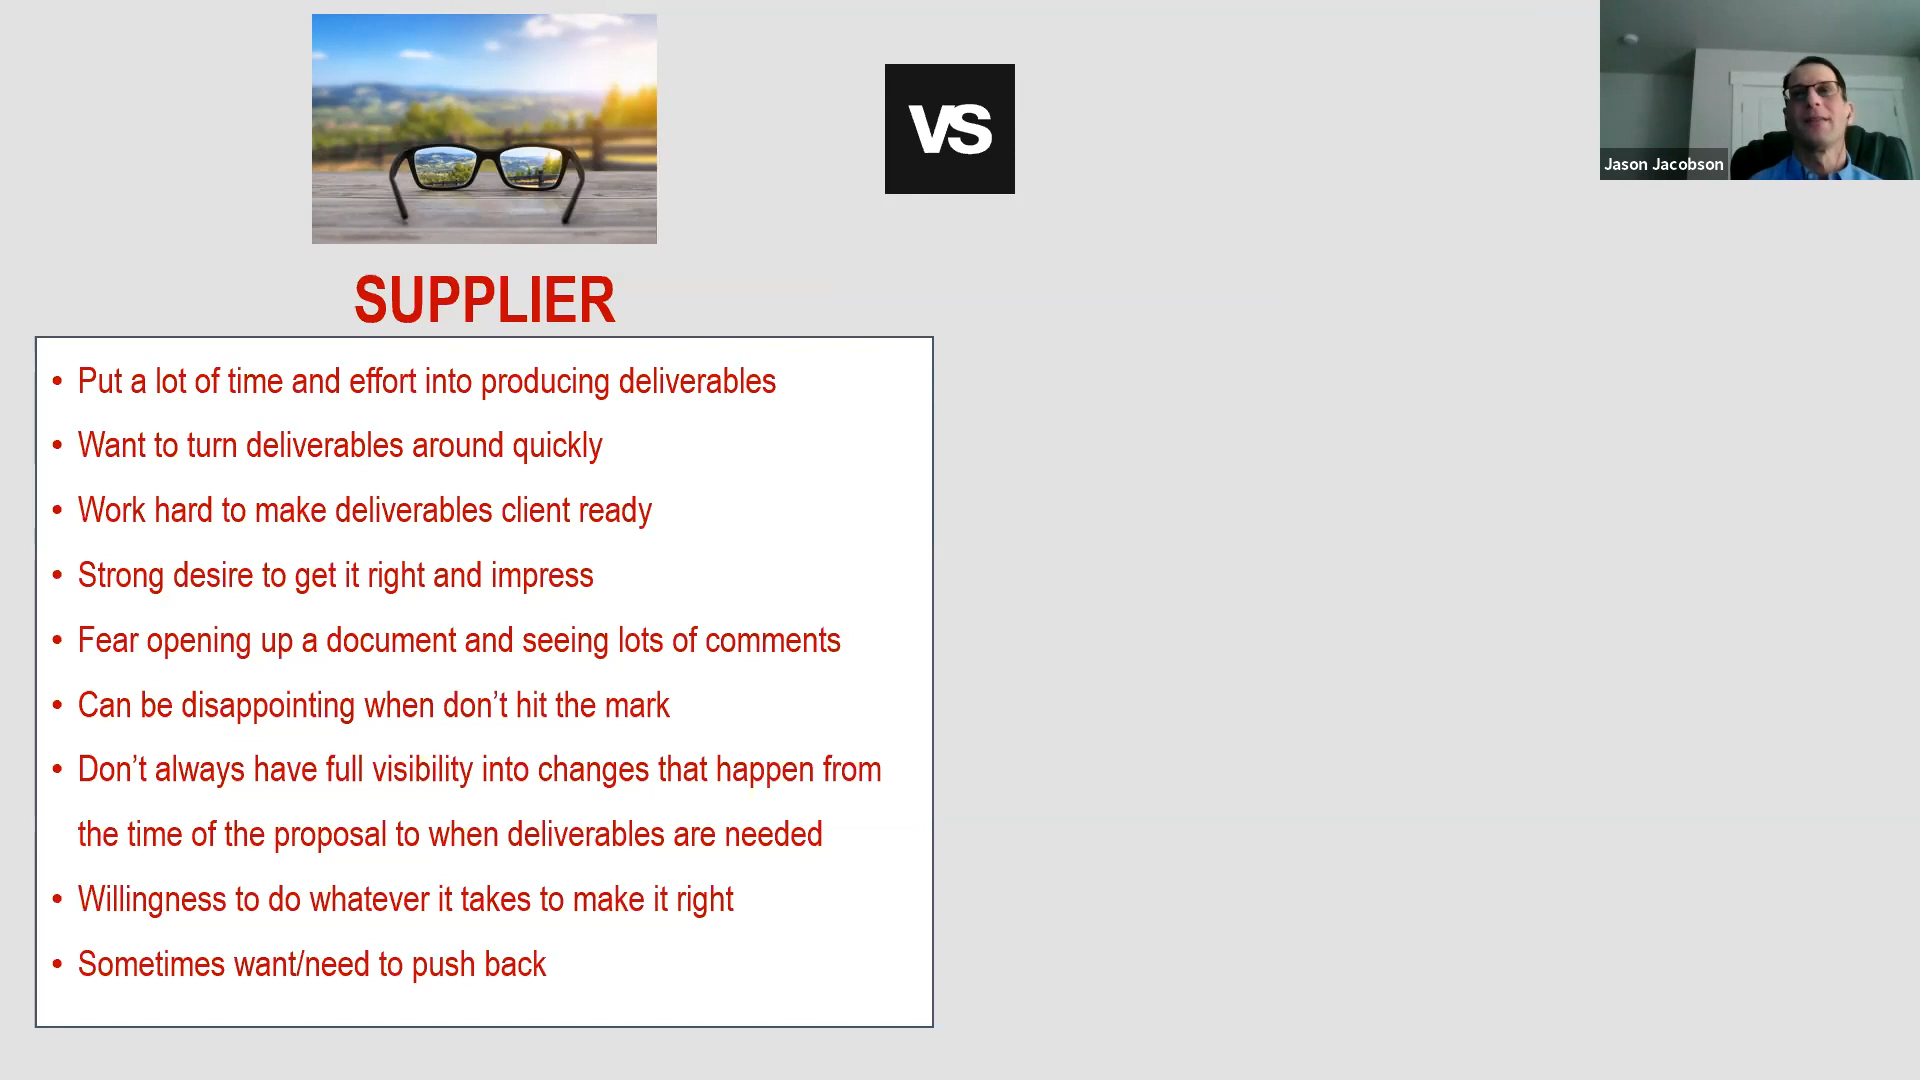 VS
Jason Jacobson
SUPPLIER
• Put a lot of time and effort into producing deliverables
• Want to turn deliverables around quickly
• Work hard to make deliverables client ready
• Strong desire to get it right and impress
• Fear opening up a document and seeing lots of comments
• Can be disappointing when don’t hit the mark
• Don’t always have full visibility into changes that happen from
the time of the proposal to when deliverables are needed
• Willingness to do whatever it takes to make it right
• Sometimes want/need to push back